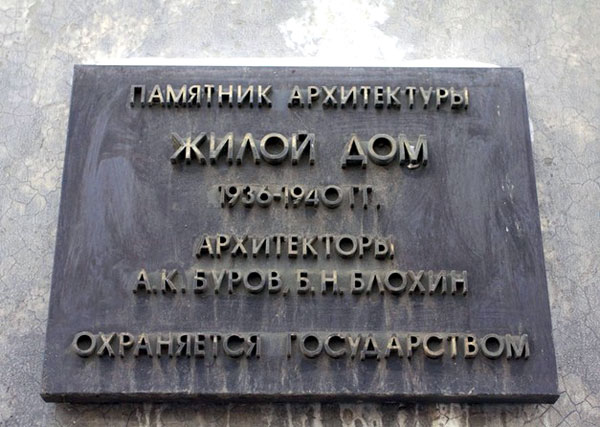 ПАМЯТНИК АРХИТЕКТУРЫ
ЖИЛОЙ ДОМ
1936-1940 ГГ.
АРХИТЕКТОРЫ
А.К. БУРОВ, Б.Н. БЛОХИН
ОХРАНЯЕТСЯ ГОСУДАРСТВОМ